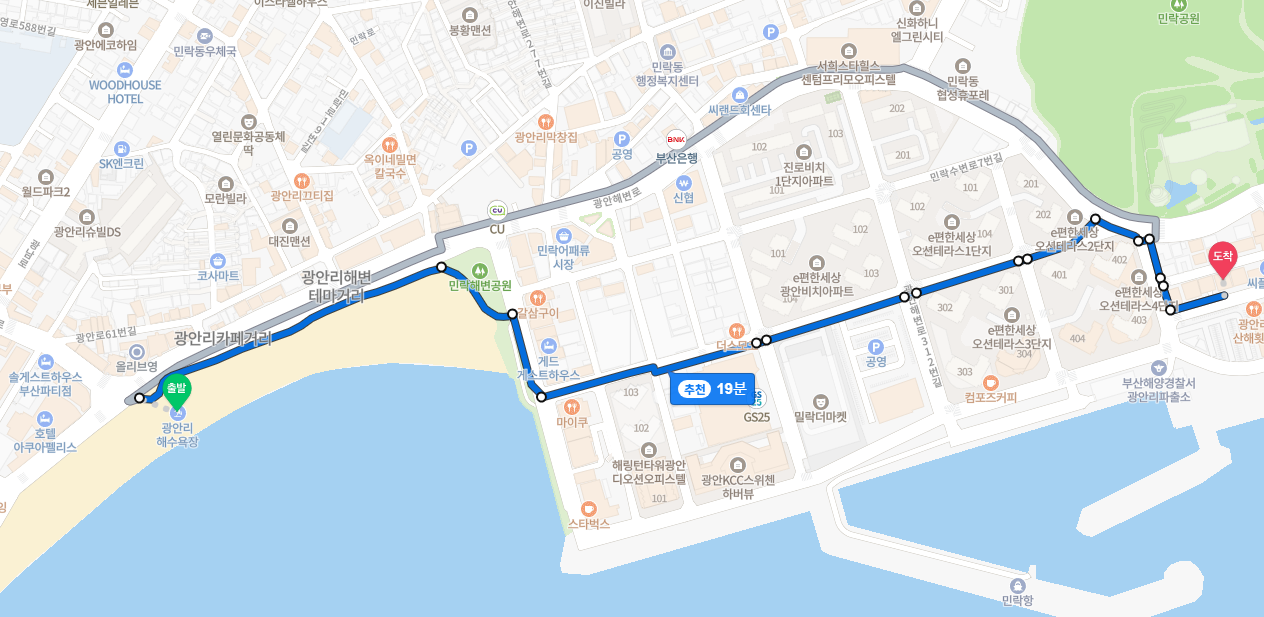 세븐일레븐
이스타펠하우스
이진빌라
영로588번길
광안에코하임
민락동우체국
민락로
봉황맨션
P
신화하니
엘그린시티
민락공원
WOODHOUSE
HOTEL
민락동
행정복지센터
서희스타힐스
센텀프리모오피스텔
민락동
협성휴포레
씨랜드회센타
열린문화공동체
딱
광안리막창집
P
공영
BNK
부산은행
SK엔크린
옥이네밀면
칼국수
P
월드파크2
모란빌라
광안리끄티집
신협
광안해변로
102
103
진로비치
1단지아파트
101
202
201
민락수변로7번길
101
201
광안리슈빌DS
대진맨션
CU
CU
민락어패류
시장
102
e편한세상
오션테라스1단지
104
202
e편한세상
오션테라스2단지
도착
코사마트
광안리해변
테마거리
민락해변공원
101
102
e편한세상
광안비치아파트
103
104
401
402
e편한세상
오션테라스4단지
403
404
광안로61번길
광안리카페거리
갈삼구이
더스모
301
302
e편한세상
오션테라스3단지
304
303
올리브영
솔게스트하우스
부산파티점
게드
게스트하우스
P
공영
출발
추천 19분
GS25
밀락더마켓
컴포즈커피
부산해양경찰서
광안리파출소
호텔
아쿠아펠리스
광안리
해수욕장
마이쿠
103
102
해링턴타워광안
디오션오피스텔
101
광안KCC스위첸
하버뷰
스타벅스
민락항